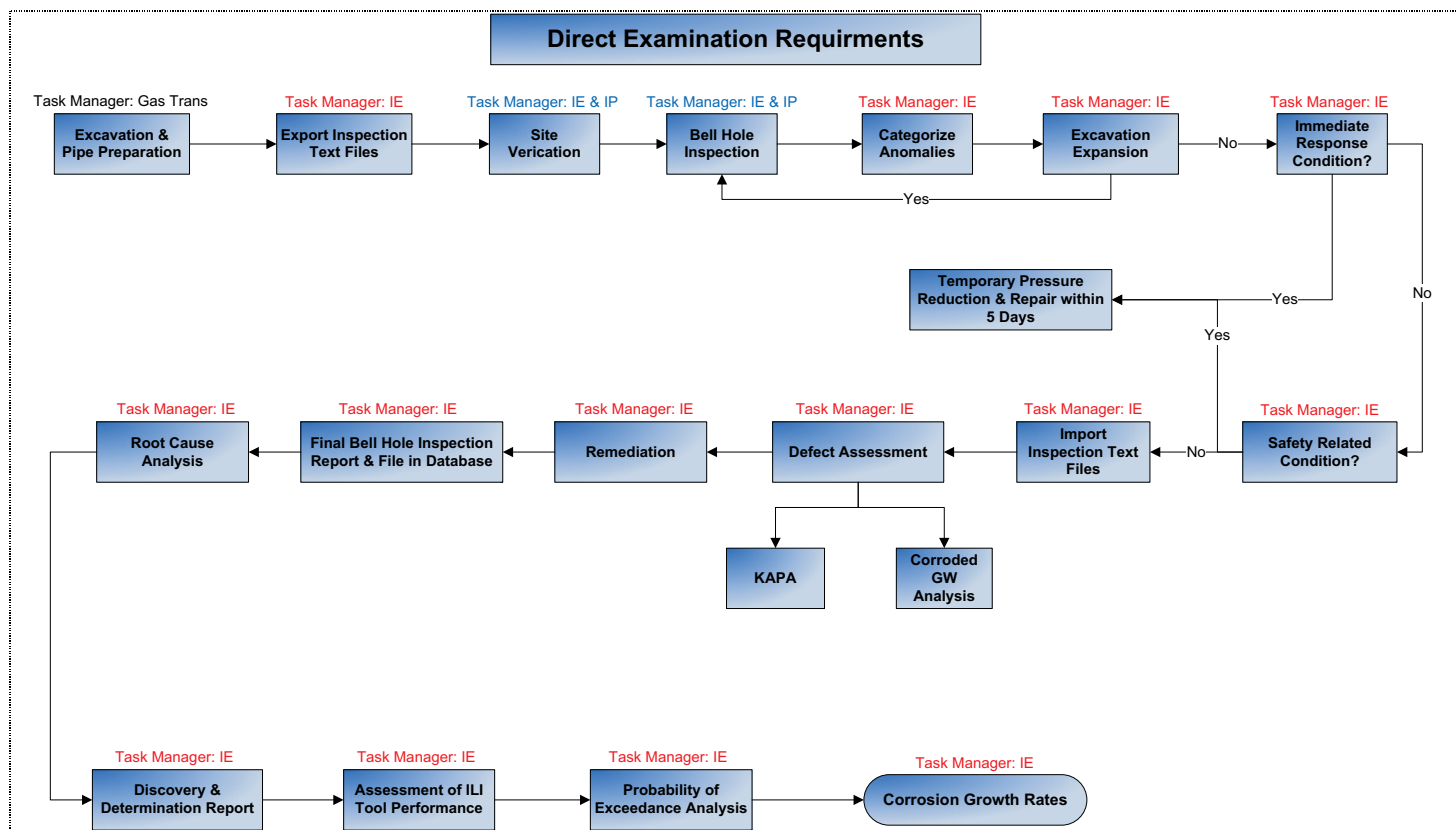 Direct Examination Requirments
Task Manager: Gas Trans
Excavation &
Pipe Preparation
Task Manager: IE
Export Inspection
Text Files
Task Manager: IE & IP
Site
Verication
Task Manager: IE & IP
Bell Hole
Inspection
Task Manager: IE
Categorize
Anomalies
Task Manager: IE
Excavation
Expansion
No
Yes
Task Manager: IE
Immediate
Response
Condition?
No
Yes
Temporary Pressure
Reduction & Repair within
5 Days
Yes
Task Manager: IE
Safety Related
Condition?
No
Task Manager: IE
Import
Inspection Text
Files
Task Manager: IE
Defect Assessment
KAPA
Corroded
GW
Analysis
Task Manager: IE
Remediation
Task Manager: IE
Final Bell Hole Inspection
Report & File in Database
Task Manager: IE
Root Cause
Analysis
Task Manager: IE
Discovery &
Determination Report
Task Manager: IE
Assessment of ILI
Tool Performance
Task Manager: IE
Probability of
Exceedance Analysis
Task Manager: IE
Corrosion Growth Rates